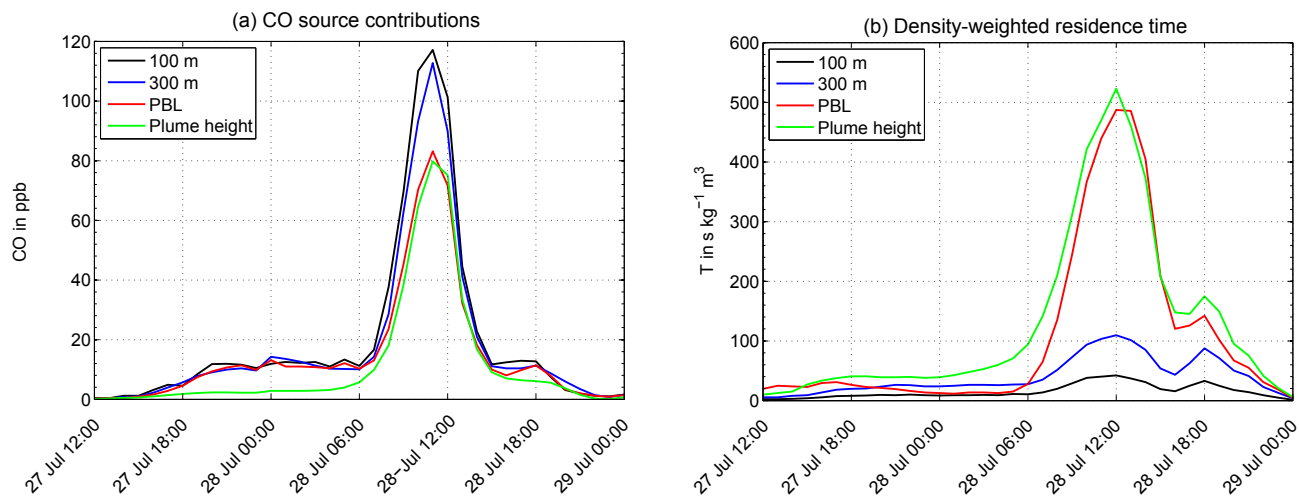 (a) CO source contributions
120
100
80
60
40
20
0
CO in ppb
100 m
300 m
PBL
Plume height
27 Jul 12:00
27 Jul 18:00
28 Jul 00:00
28 Jul 06:00
28−Jul 12:00
28 Jul 18:00
29 Jul 00:00
(b) Density-weighted residence time
600
500
400
300
200
100
0
T in s kg−1 m3
100 m
300 m
PBL
Plume height
27 Jul 12:00
27 Jul 18:00
28 Jul 00:00
28 Jul 06:00
28 Jul 12:00
28 Jul 18:00
29 Jul 00:00